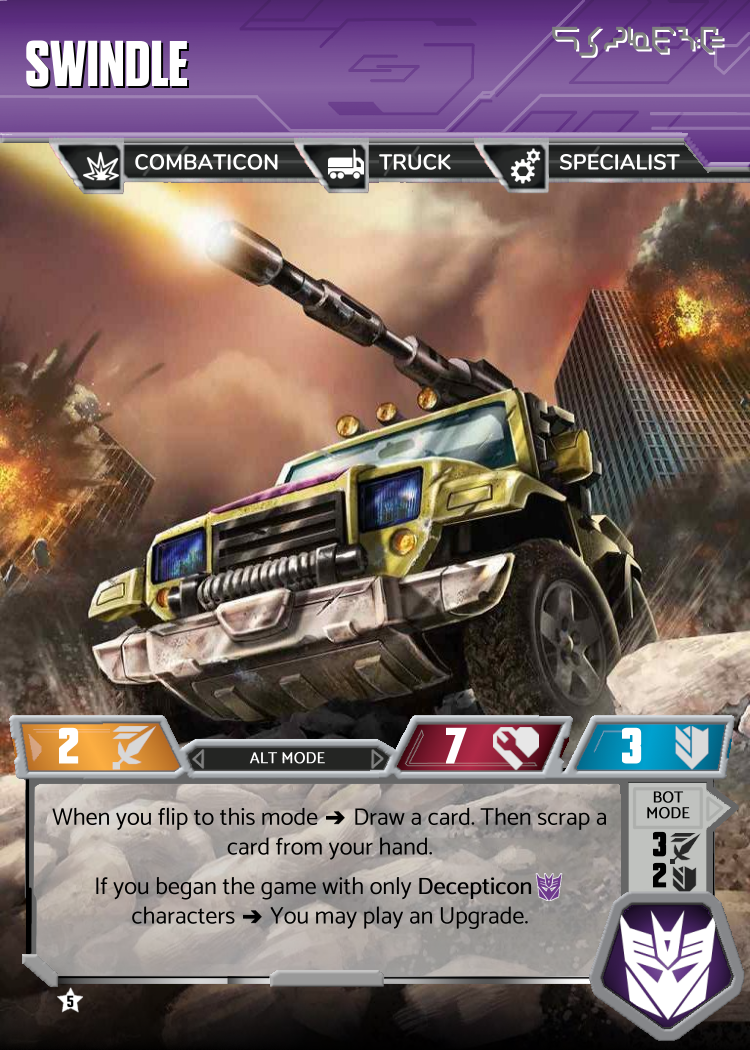 SWINDLE
COMBATICON TRUCK SPECIALIST
2 ALT MODE 7 3
When you flip to this mode ➔ Draw a card. Then scrap a
card from your hand.
If you began the game with only Decepticon
characters ➔ You may play an Upgrade.
BOT
MODE
3
2
5